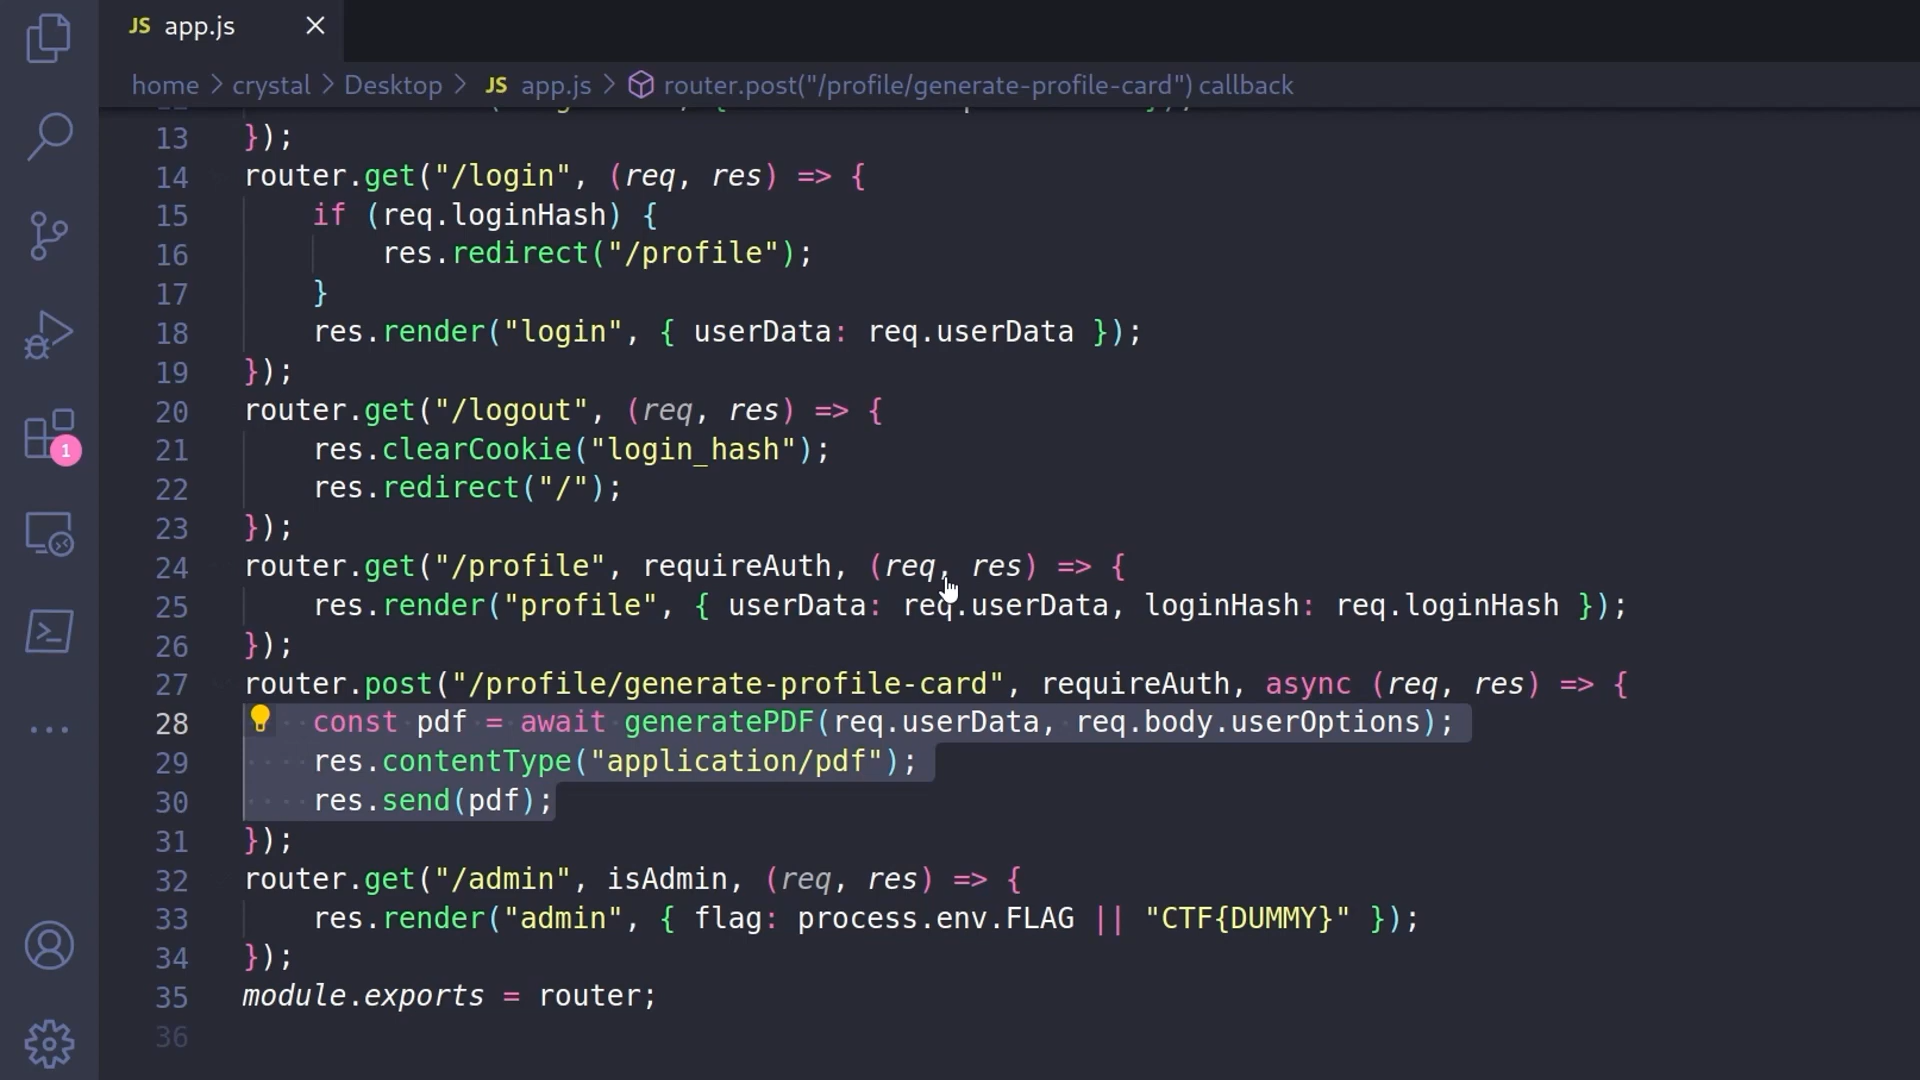 JS app.js
home > crystal > Desktop > JS app.js > router.post("/profile/generate-profile-card") callback
13 });
14 router.get("/login", (req, res) => {
15     if (req.loginHash) {
16         res.redirect("/profile");
17     }
18     res.render("login", { userData: req.userData });
19 });
20 router.get("/logout", (req, res) => {
21     res.clearCookie("login_hash");
22     res.redirect("/");
23 });
24 router.get("/profile", requireAuth, (req, res) => {
25     res.render("profile", { userData: req.userData, loginHash: req.loginHash });
26 });
27 router.post("/profile/generate-profile-card", requireAuth, async (req, res) => {
28     const pdf = await generatePDF(req.userData, req.body.userOptions);
29     res.contentType("application/pdf");
30     res.send(pdf);
31 });
32 router.get("/admin", isAdmin, (req, res) => {
33     res.render("admin", { flag: process.env.FLAG || "CTF{DUMMY}" });
34 });
35 module.exports = router;
36
1